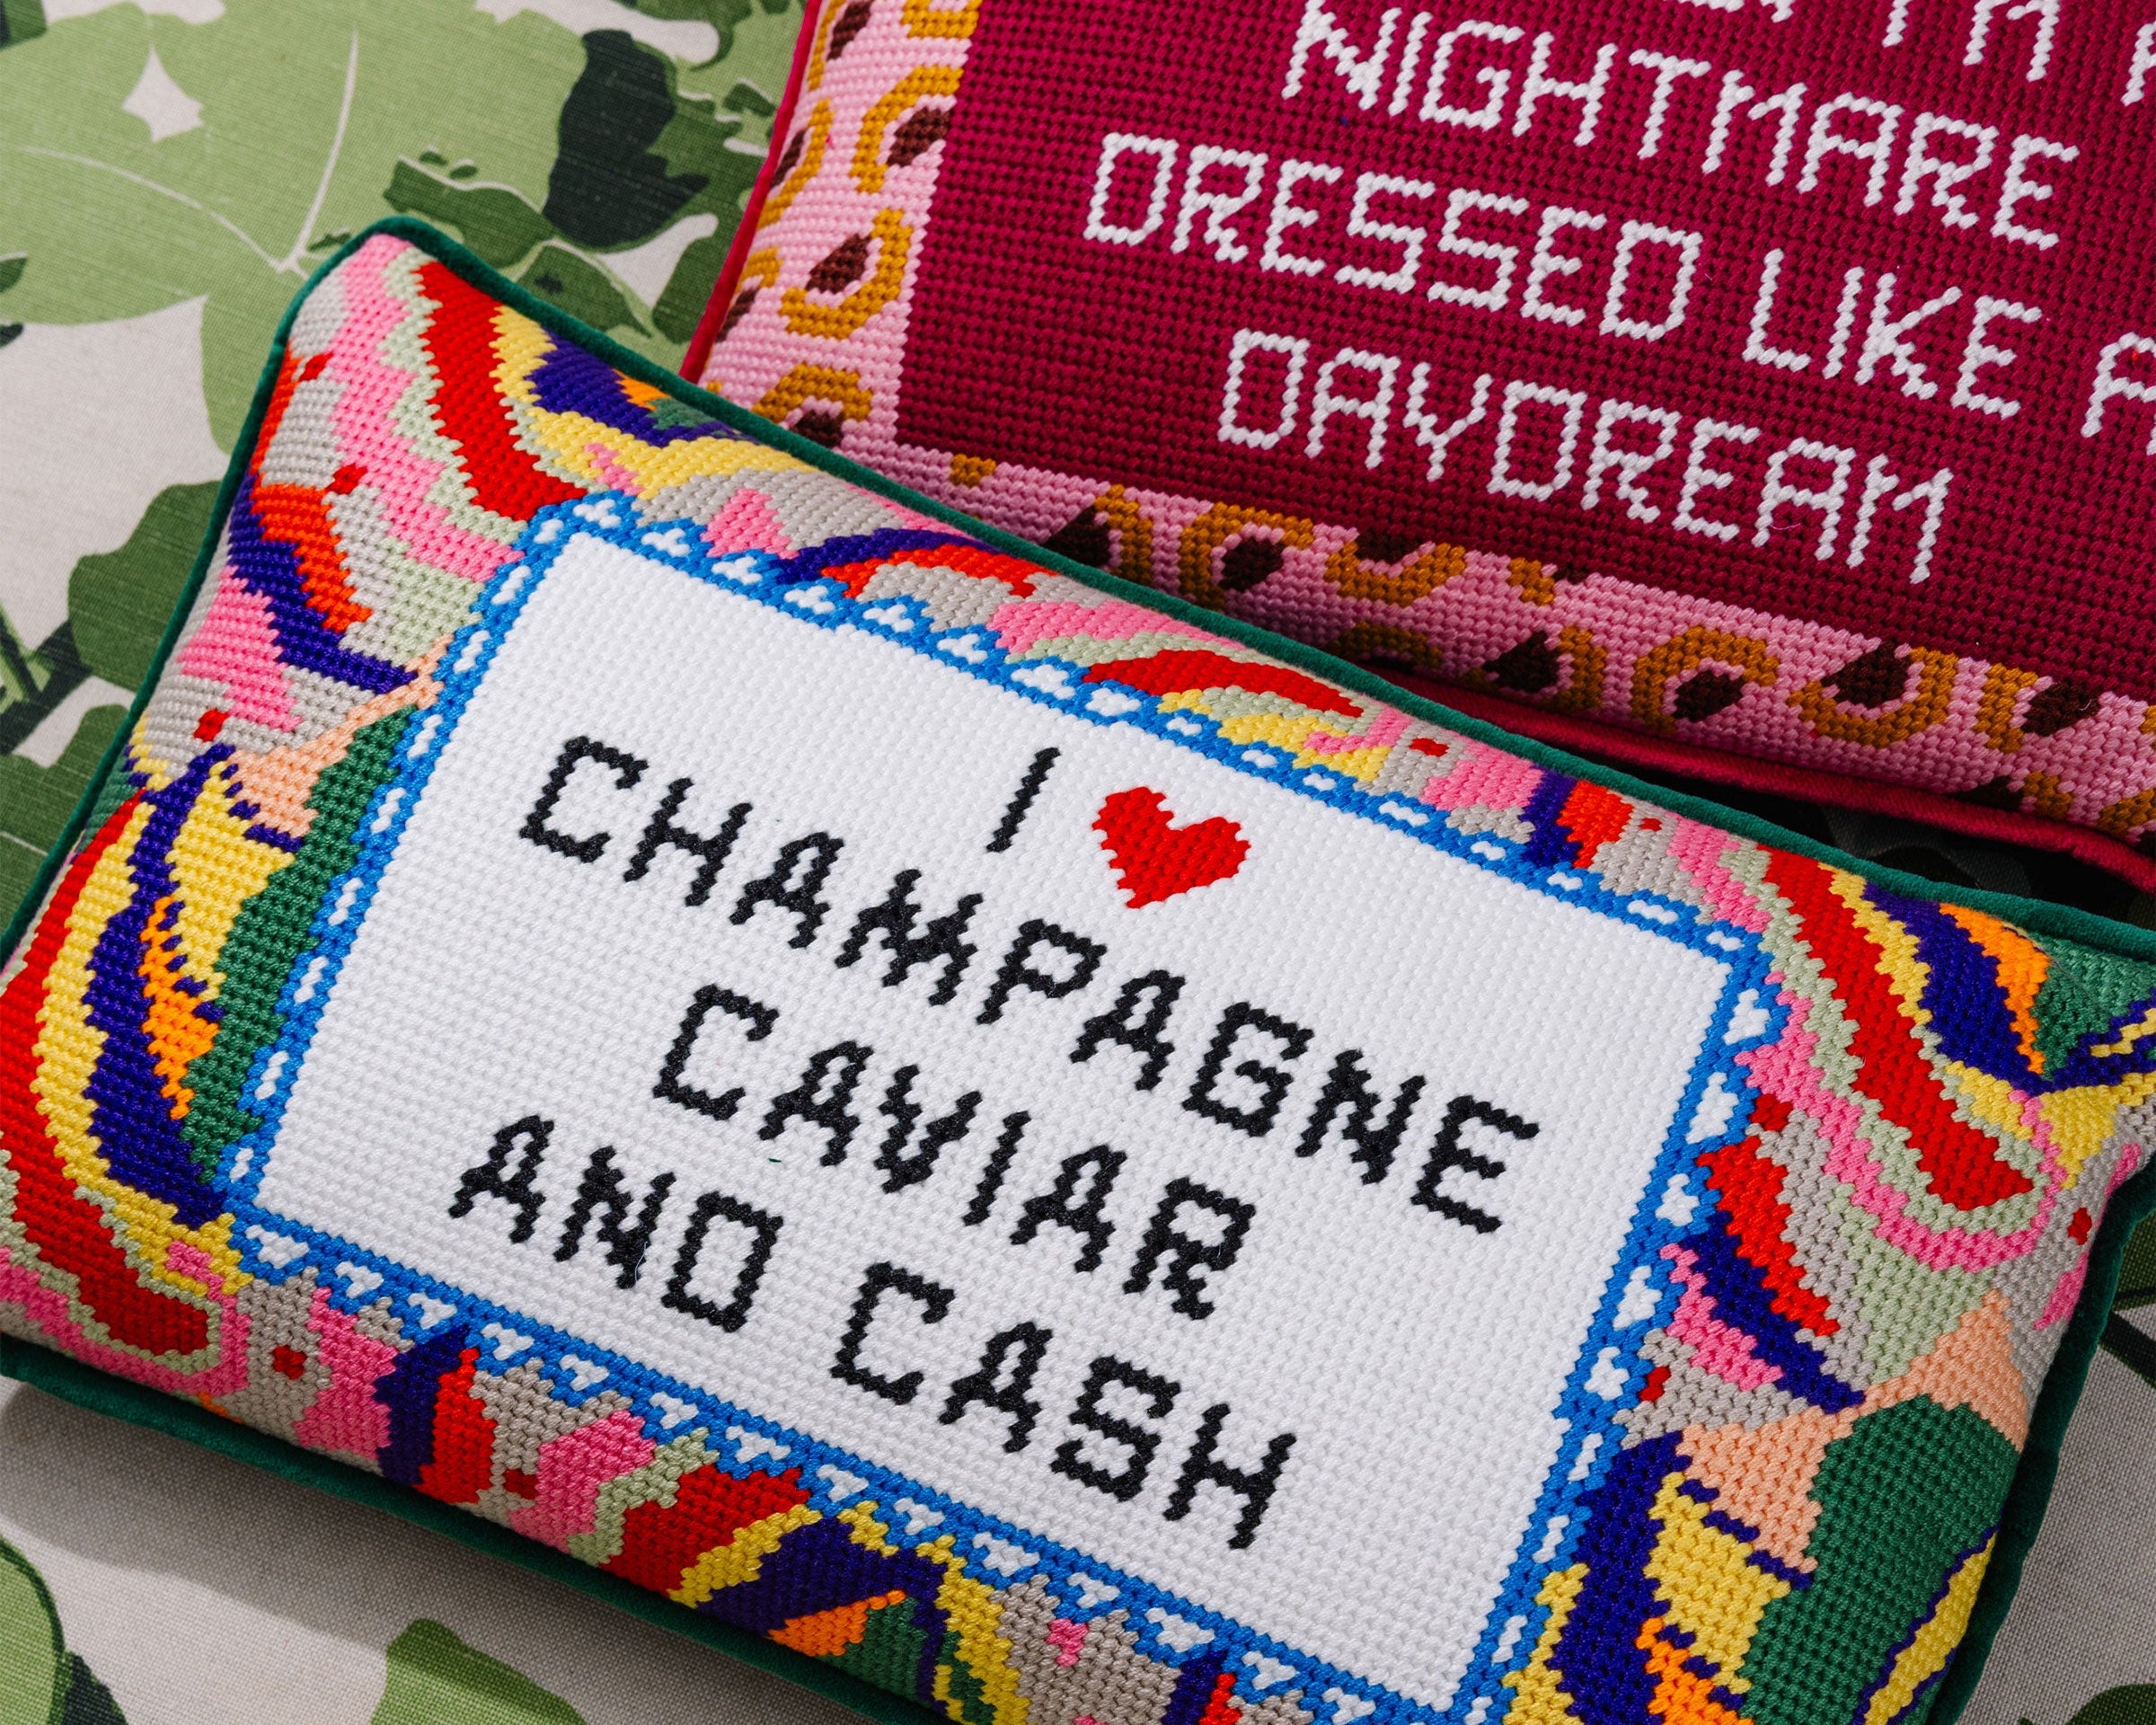 NIGHTMARE
DRESSED LIKE A
DAYDREAM
I ❤
CHAMPAGNE
CAVIAR
AND CASH